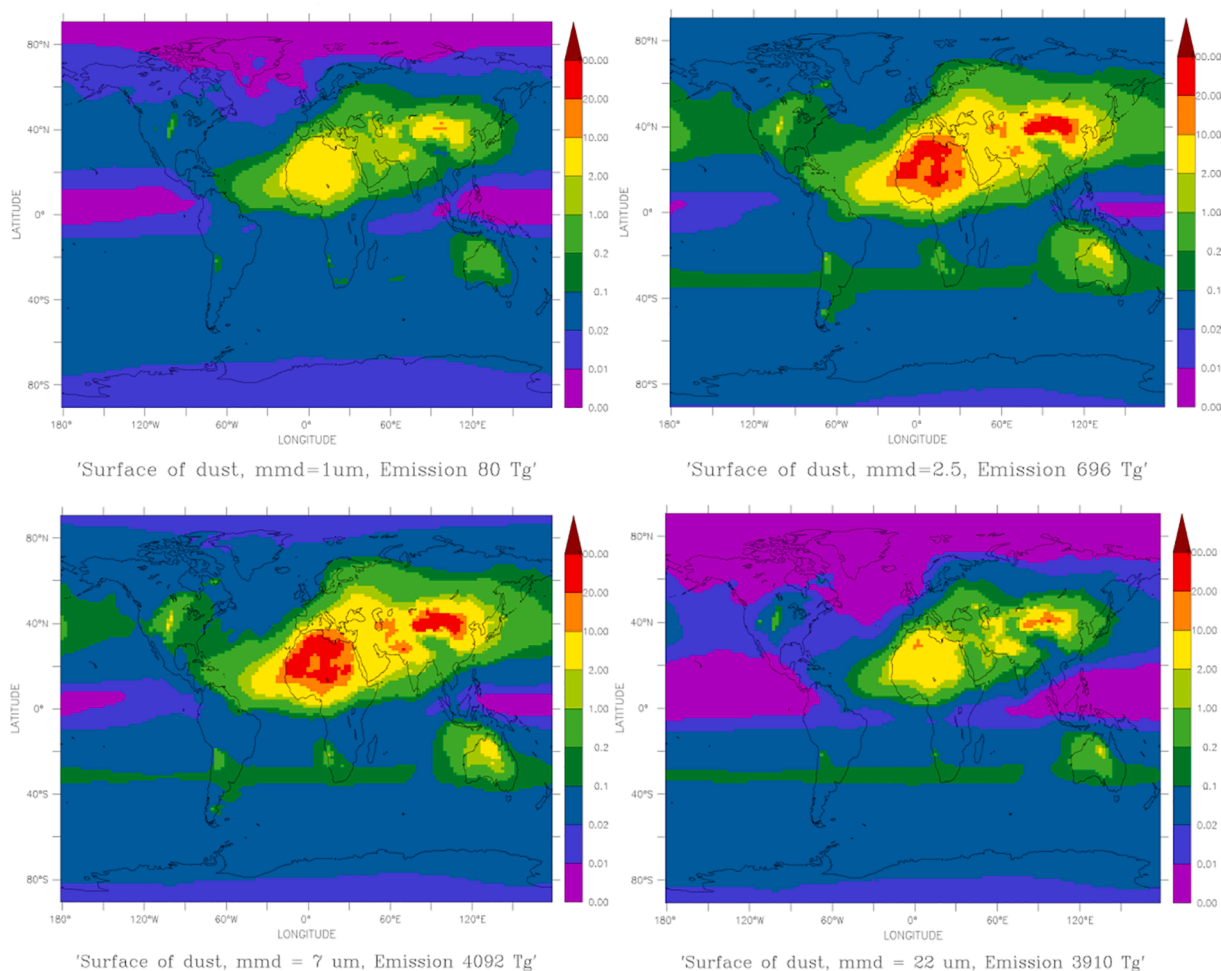 80°N
40°N
0°
40°S
80°S
LATITUDE
180° 120°W 60°W 0° 60°E 120°E
LONGITUDE
00.00
20.00
10.00
2.00
1.00
0.2
0.1
0.02
0.01
0.00
'Surface of dust, mmd=1um, Emission 80 Tg'
80°N
40°N
0°
40°S
80°S
LATITUDE
180° 120°W 60°W 0° 60°E 120°E
LONGITUDE
00.00
20.00
10.00
2.00
1.00
0.2
0.1
0.02
0.01
0.00
'Surface of dust, mmd=2.5, Emission 696 Tg'
80°N
40°N
0°
40°S
80°S
LATITUDE
180° 120°W 60°W 0° 60°E 120°E
LONGITUDE
00.00
20.00
10.00
2.00
1.00
0.2
0.1
0.02
0.01
0.00
'Surface of dust, mmd = 7 um, Emission 4092 Tg'
80°N
40°N
0°
40°S
80°S
LATITUDE
180° 120°W 60°W 0° 60°E 120°E
LONGITUDE
00.00
20.00
10.00
2.00
1.00
0.2
0.1
0.02
0.01
0.00
'Surface of dust, mmd = 22 um, Emission 3910 Tg'